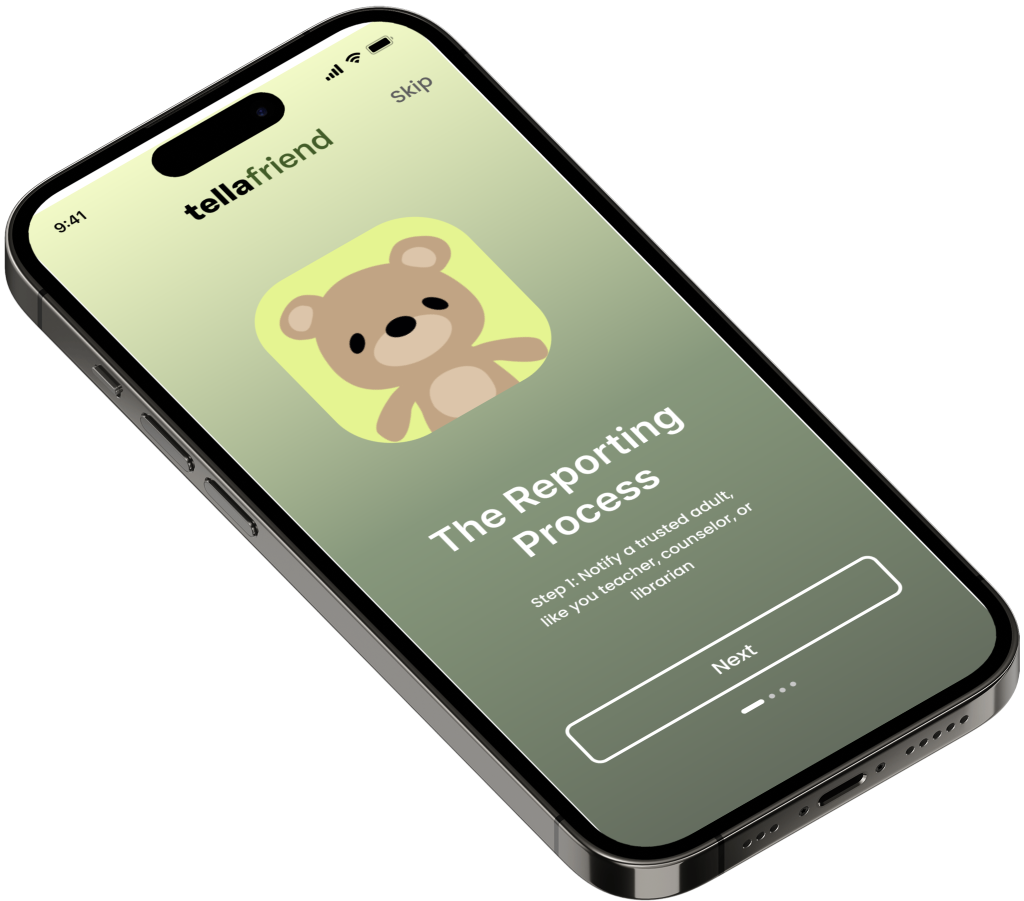 9:41
Skip
tellafriend
The Reporting
Process
Step 1: Notify a trusted adult,
like you teacher, counselor, or
librarian
Next